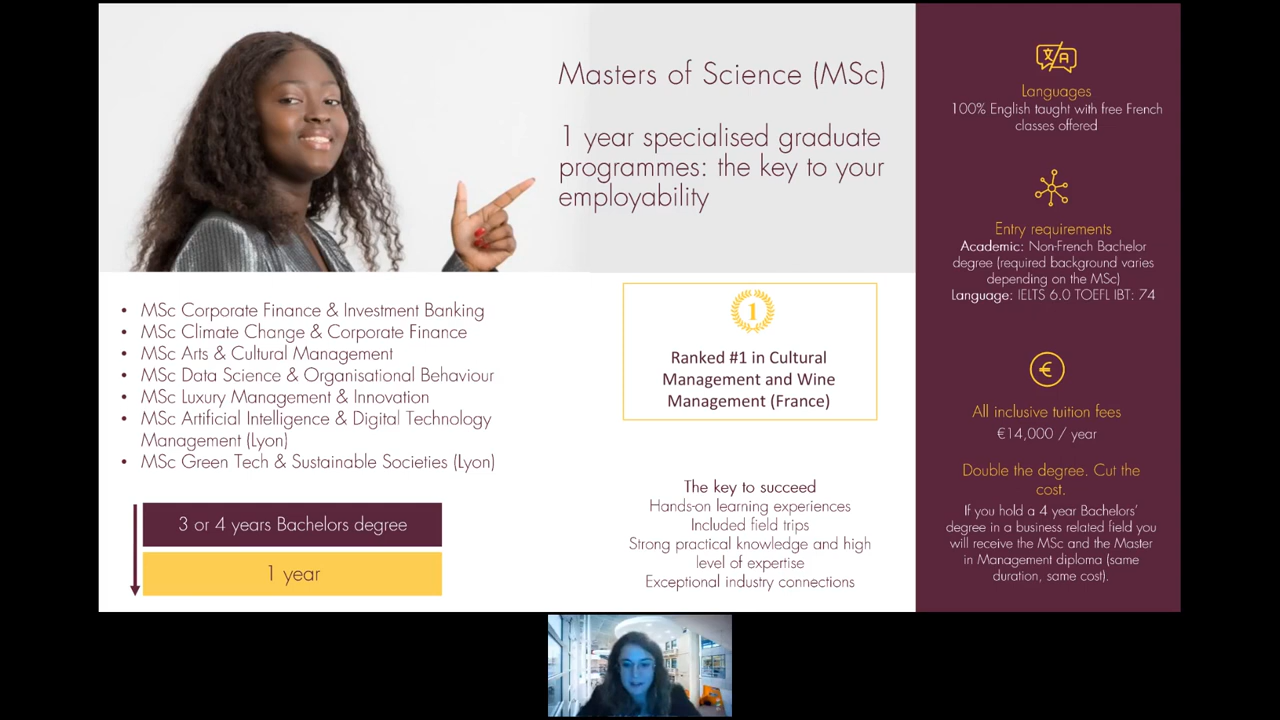 Masters of Science (MSc)
1 year specialised graduate
programmes: the key to your
employability
• MSc Corporate Finance & Investment Banking
• MSc Climate Change & Corporate Finance
• MSc Arts & Cultural Management
• MSc Data Science & Organisational Behaviour
• MSc Luxury Management & Innovation
• MSc Artificial Intelligence & Digital Technology
Management (Lyon)
• MSc Green Tech & Sustainable Societies (Lyon)
3 or 4 years Bachelors degree
1 year
1
Ranked #1 in Cultural
Management and Wine
Management (France)
The key to succeed
Hands-on learning experiences
Included field trips
Strong practical knowledge and high
level of expertise
Exceptional industry connections
文 A
Languages
100% English taught with free French
classes offered
Entry requirements
Academic: Non-French Bachelor
degree (required background varies
depending on the MSc)
Language: IELTS 6.0 TOEFL IBT: 74
€
All inclusive tuition fees
€14,000 / year
Double the degree. Cut the
cost.
If you hold a 4 year Bachelors'
degree in a business related field you
will receive the MSc and the Master
in Management diploma (same
duration, same cost).